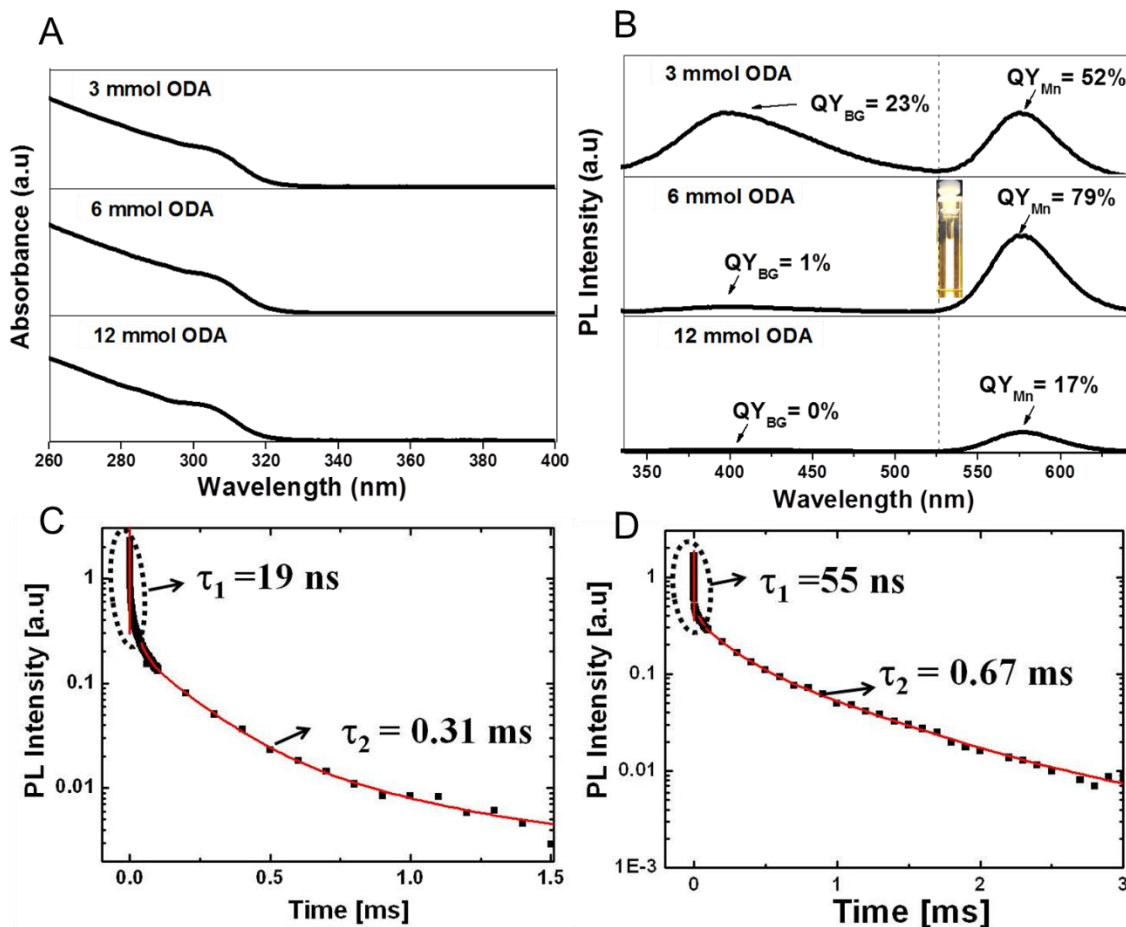 A
3 mmol ODA
6 mmol ODA
12 mmol ODA
Absorbance (a.u)
260 280 300 320 340 360 380 400
Wavelength (nm)
B
3 mmol ODA
QY_BG = 23%
QY_Mn = 52%
6 mmol ODA
QY_BG = 1%
QY_Mn = 79%
12 mmol ODA
QY_BG = 0%
QY_Mn = 17%
PL Intensity (a.u)
350 400 450 500 550 600
Wavelength (nm)
C
τ₁ =19 ns
τ₂ = 0.31 ms
PL Intensity [a.u]
1
0.1
0.01
0.0 0.5 1.0 1.5
Time [ms]
D
τ₁ =55 ns
τ₂ = 0.67 ms
PL Intensity [a.u]
1
0.1
0.01
1E-3
0 1 2 3
Time [ms]